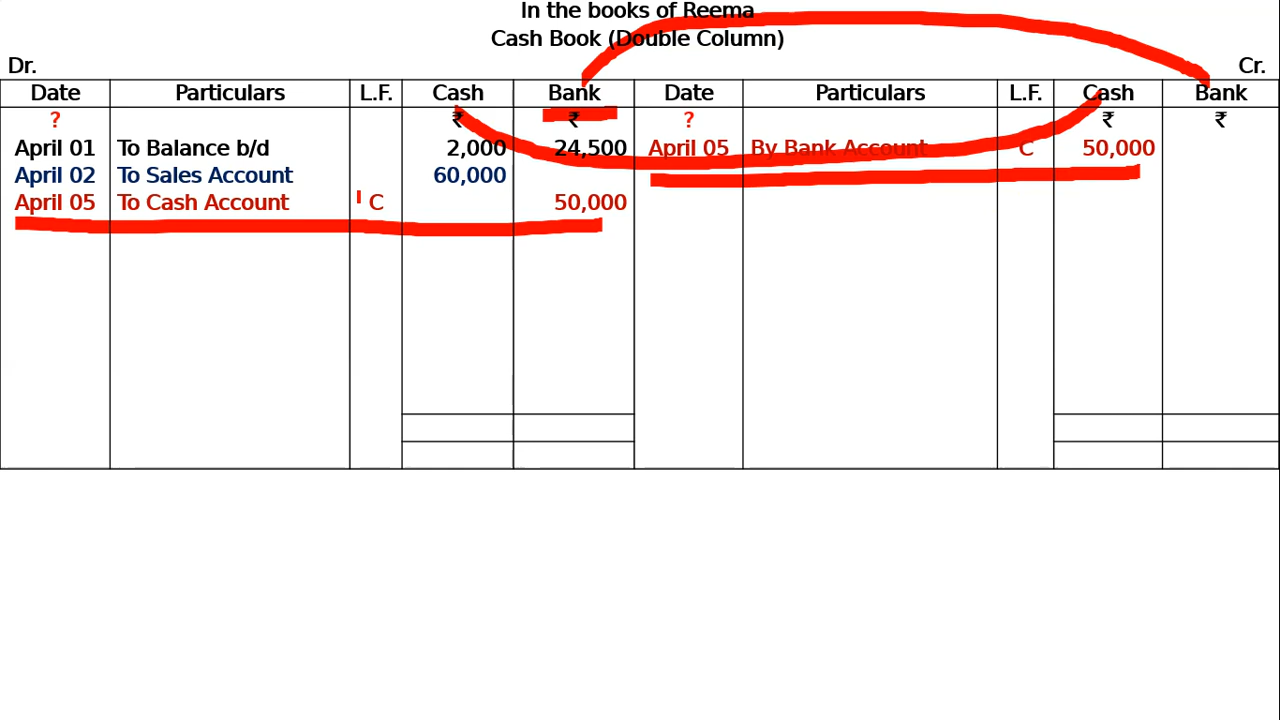 In the books of Reema
Cash Book (Double Column)
Dr. Cr.
Date Particulars L.F. Cash Bank Date Particulars L.F. Cash Bank
? ₹ ₹ ? ₹ ₹
April 01 To Balance b/d 2,000 24,500 April 05 By Bank Account C 50,000
April 02 To Sales Account 60,000
April 05 To Cash Account C 50,000